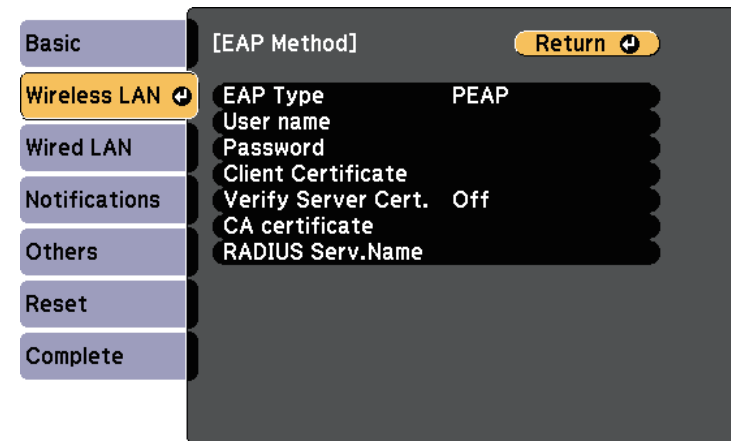 Basic
Wireless LAN
Wired LAN
Notifications
Others
Reset
Complete
[EAP Method]
Return
EAP Type PEAP
User name
Password
Client Certificate
Verify Server Cert. Off
CA certificate
RADIUS Serv.Name